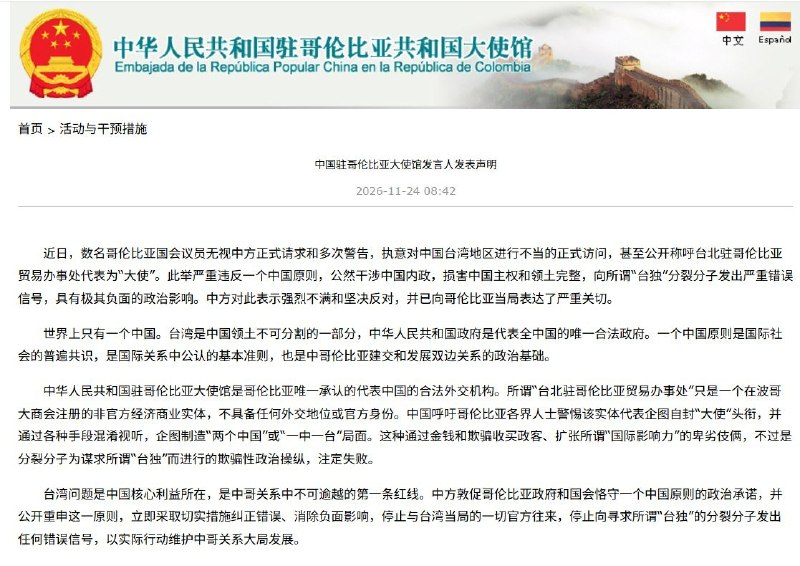 中华人民共和国驻哥伦比亚共和国大使馆
Embajada de la República Popular China en la República de Colombia
中文 Español
首页 > 活动与干预措施
中国驻哥伦比亚大使馆发言人发表声明
2026-11-24 08:42
近日，数名哥伦比亚国会议员无视中方正式请求和多次警告，执意对中国台湾地区进行不当的正式访问，甚至公开称呼台北驻哥伦比亚
贸易办事处代表为“大使”。此举严重违反一个中国原则，公然干涉中国内政，损害中国主权和领土完整，向所谓“台独”分裂分子发出严重错误
信号，具有极其负面的政治影响。中方对此表示强烈不满和坚决反对，并已向哥伦比亚当局表达了严重关切。
世界上只有一个中国。台湾是中国领土不可分割的一部分，中华人民共和国政府是代表全中国的唯一合法政府。一个中国原则是国际社
会的普遍共识，是国际关系中公认的基本准则，也是中哥伦比亚建交和发展双边关系的政治基础。
中华人民共和国驻哥伦比亚大使馆是哥伦比亚唯一承认的代表中国的合法外交机构。所谓“台北驻哥伦比亚贸易办事处”只是一个在波哥
大商会注册的非官方经济商业实体，不具备任何外交地位或官方身份。中国呼吁哥伦比亚各界人士警惕该实体代表企图自封“大使”头衔，并
通过各种手段混淆视听，企图制造“两个中国”或“一中一台”局面。这种通过金钱和欺骗收买政客、扩张所谓“国际影响力”的卑劣伎俩，不过是
分裂分子为谋求所谓“台独”而进行的欺骗性政治操纵，注定失败。
台湾问题是中国核心利益所在，是中哥关系中不可逾越的第一条红线。中方敦促哥伦比亚政府和国会恪守一个中国原则的政治承诺，并
公开重申这一原则，立即采取切实措施纠正错误、消除负面影响，停止与台湾当局的一切官方往来，停止向寻求所谓“台独”的分裂分子发出
任何错误信号，以实际行动维护中哥关系大局发展。